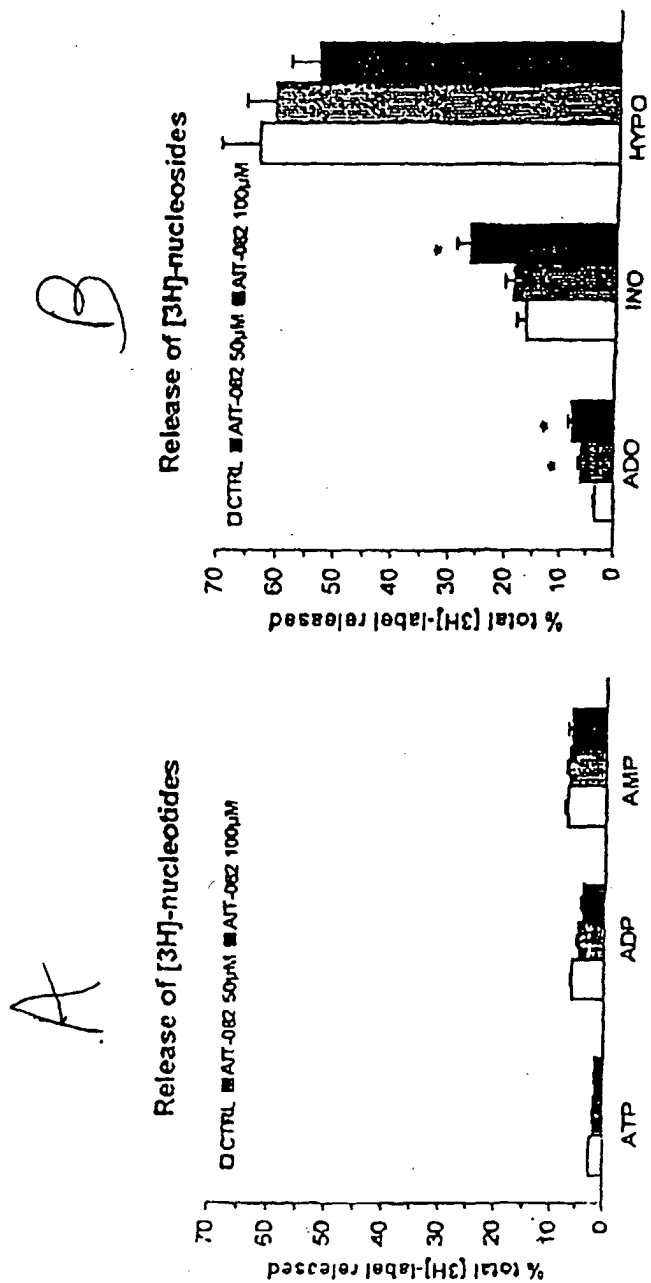 A
Release of [3H]-nucleotides
CTRL AIT-082 50µM AIT-082 100µM
% total [3H]-label released
70
60
50
40
30
20
10
0
ATP ADP AMP
B
Release of [3H]-nucleosides
CTRL AIT-082 50µM AIT-082 100µM
% total [3H]-label released
70
60
50
40
30
20
10
0
* * *
ADO INO HYPO